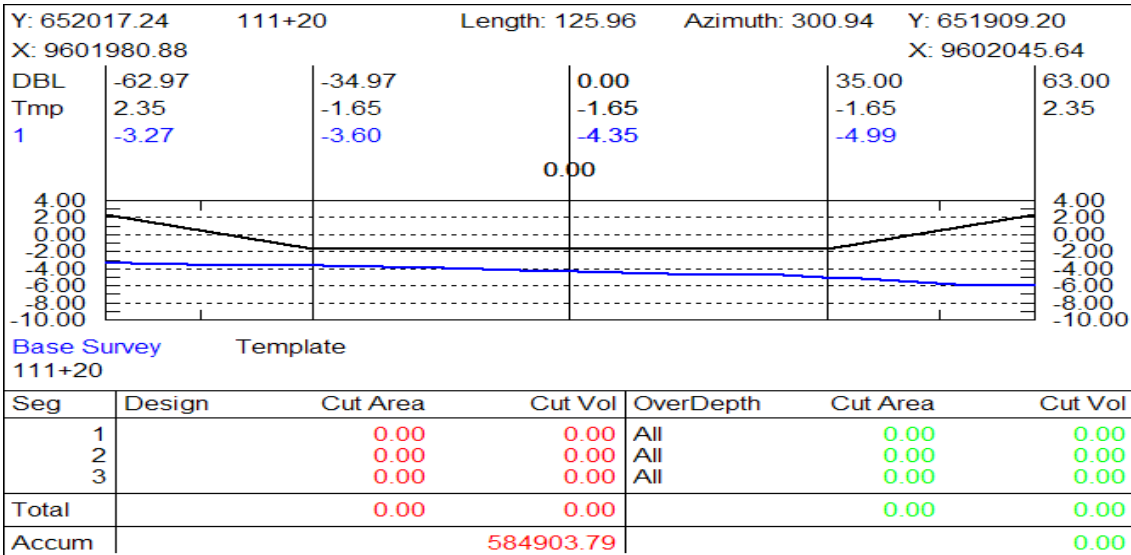 Y: 652017.24 111+20 Length: 125.96 Azimuth: 300.94 Y: 651909.20
X: 9601980.88 X: 9602045.64
DBL -62.97 -34.97 0.00 35.00 63.00
Tmp 2.35 -1.65 -1.65 -1.65 2.35
1 -3.27 -3.60 -4.35 -4.99
0.00
4.00 4.00
2.00 2.00
0.00 0.00
-2.00 -2.00
-4.00 -4.00
-6.00 -6.00
-8.00 -8.00
-10.00 -10.00
Base Survey Template
111+20
Seg Design Cut Area Cut Vol OverDepth Cut Area Cut Vol
1 0.00 0.00 All 0.00 0.00
2 0.00 0.00 All 0.00 0.00
3 0.00 0.00 All 0.00 0.00
Total 0.00 0.00 0.00 0.00
Accum 584903.79 0.00